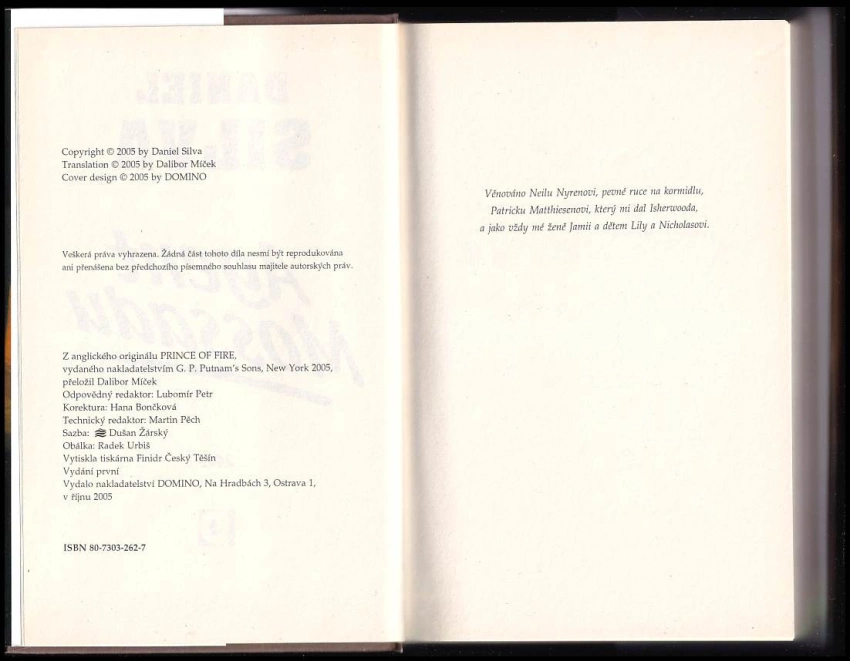 Copyright © 2005 by Daniel Silva
Translation © 2005 by Dalibor Míček
Cover design © 2005 by DOMINO
Veškerá práva vyhrazena. Žádná část tohoto díla nesmí být reprodukována
ani přenášena bez předchozího písemného souhlasu majitele autorských práv.
Z anglického originálu PRINCE OF FIRE,
vydaného nakladatelstvím G. P. Putnam's Sons, New York 2005,
přeložil Dalibor Míček
Odpovědný redaktor: Lubomír Petr
Korektura: Hana Bončková
Technický redaktor: Martin Pěch
Sazba: Dušan Žárský
Obálka: Radek Urbiš
Vytiskla tiskárna Finidr Český Těšín
Vydání první
Vydalo nakladatelství DOMINO, Na Hradbách 3, Ostrava 1,
v říjnu 2005
ISBN 80-7303-262-7
Věnováno Neilu Nyrenovi, pevné ruce na kormidlu,
Patricku Matthiesenovi, který mi dal Isherwooda,
a jako vždy mé ženě Jamii a dětem Lily a Nicholasovi.